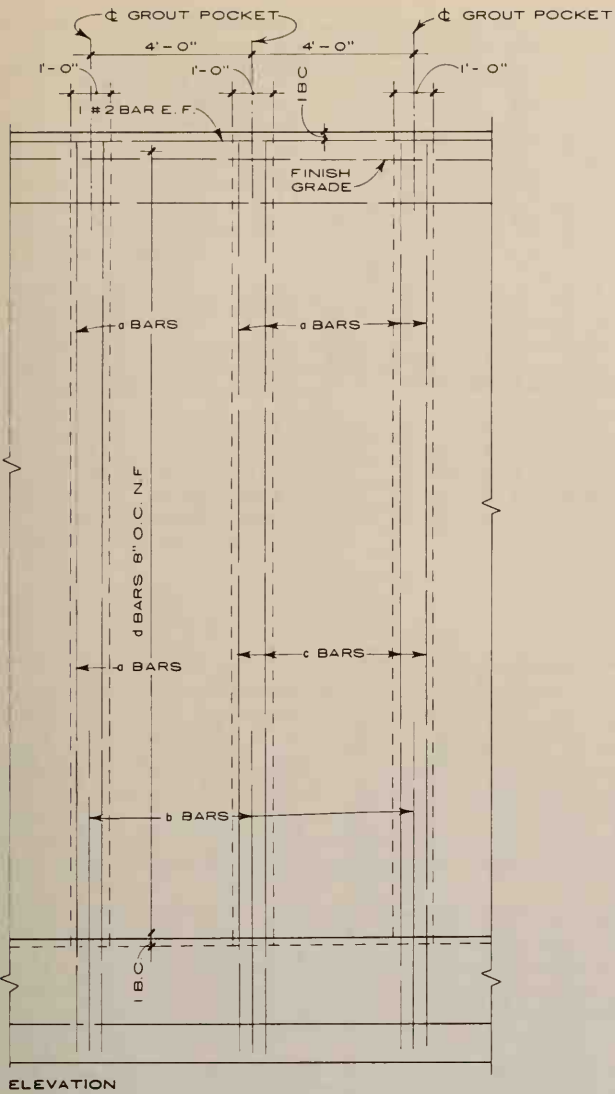 ℄ GROUT POCKET
℄ GROUT POCKET
4'-0"
4'-0"
1'-0"
1'-0"
1'-0"
1 B C
1 #2 BAR E. F.
FINISH
GRADE
a BARS
a BARS
d BARS 8" O.C. N.F
a BARS
c BARS
b BARS
1 B.C
ELEVATION